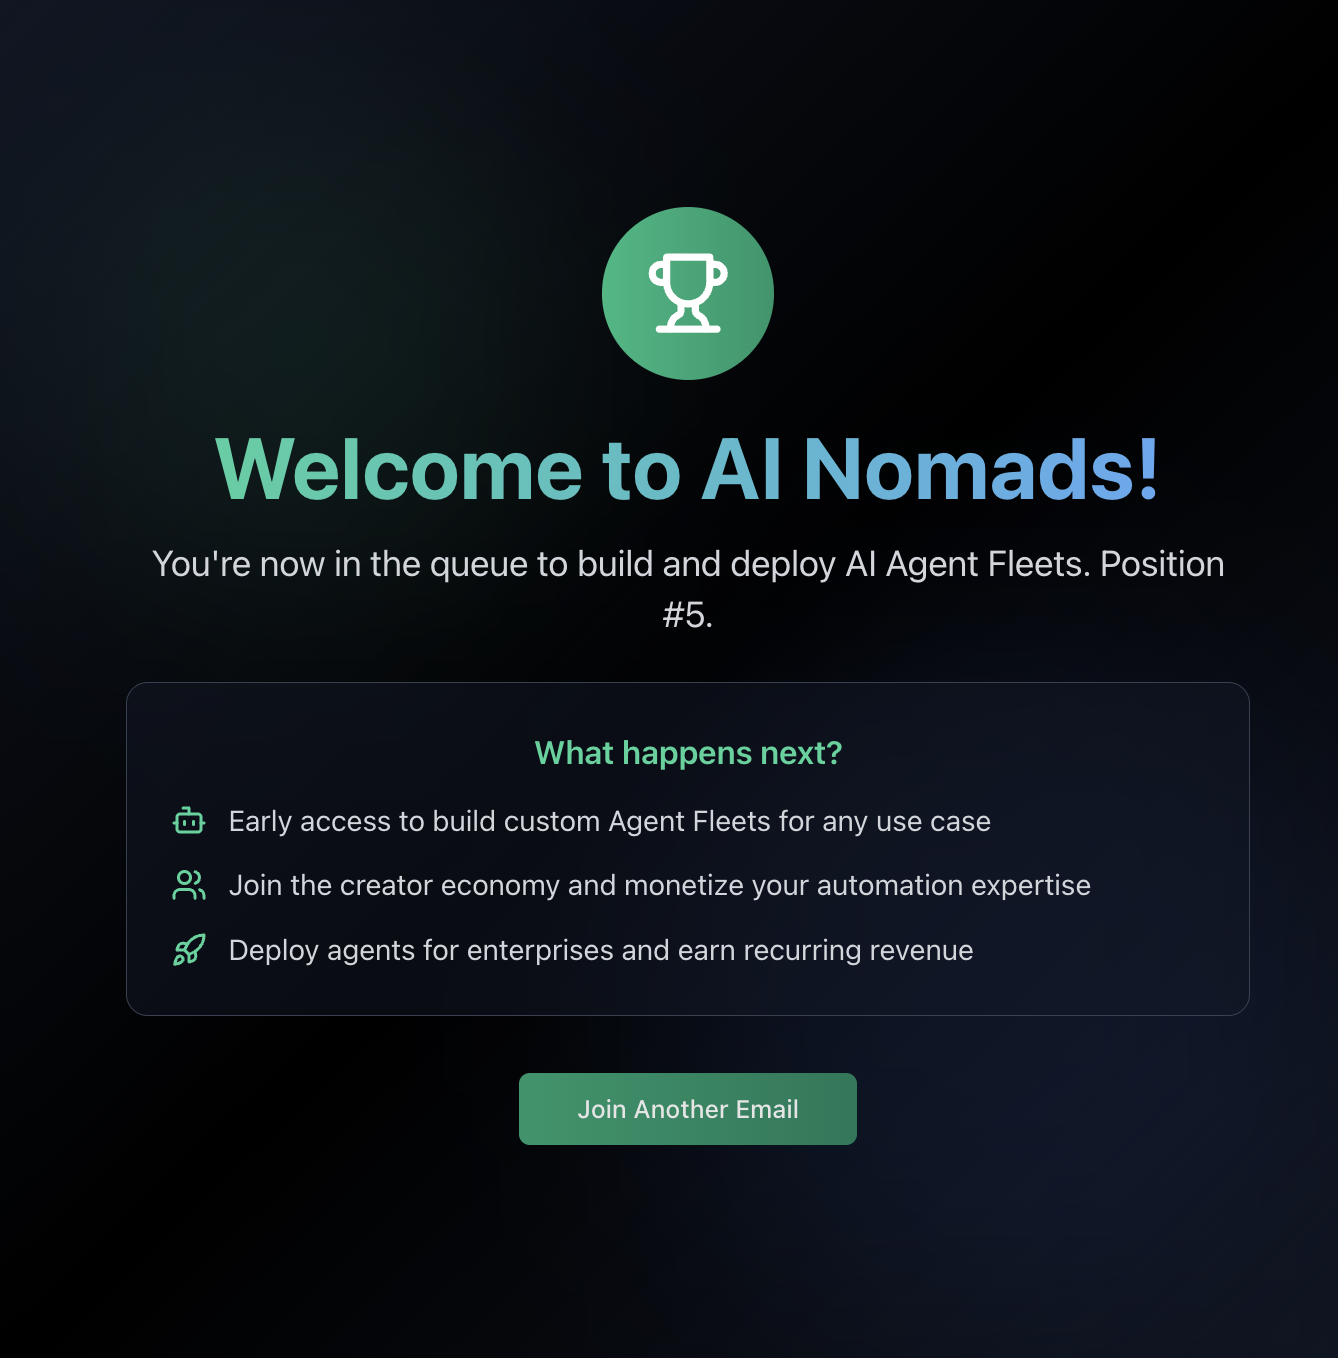 Welcome to AI Nomads!
You're now in the queue to build and deploy AI Agent Fleets. Position
#5.
What happens next?
Early access to build custom Agent Fleets for any use case
Join the creator economy and monetize your automation expertise
Deploy agents for enterprises and earn recurring revenue
Join Another Email